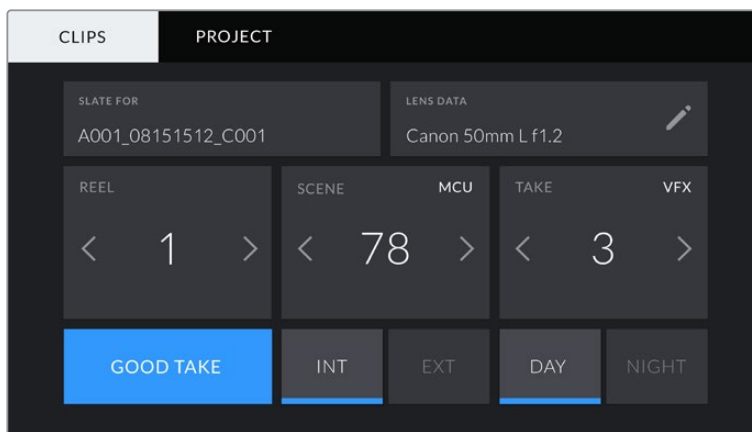 CLIPS PROJECT
SLATE FOR LENS DATA
A001_08151512_C001 Canon 50mm L f1.2
REEL SCENE MCU TAKE VFX
< 1 > < 78 > < 3 >
GOOD TAKE INT EXT DAY NIGHT